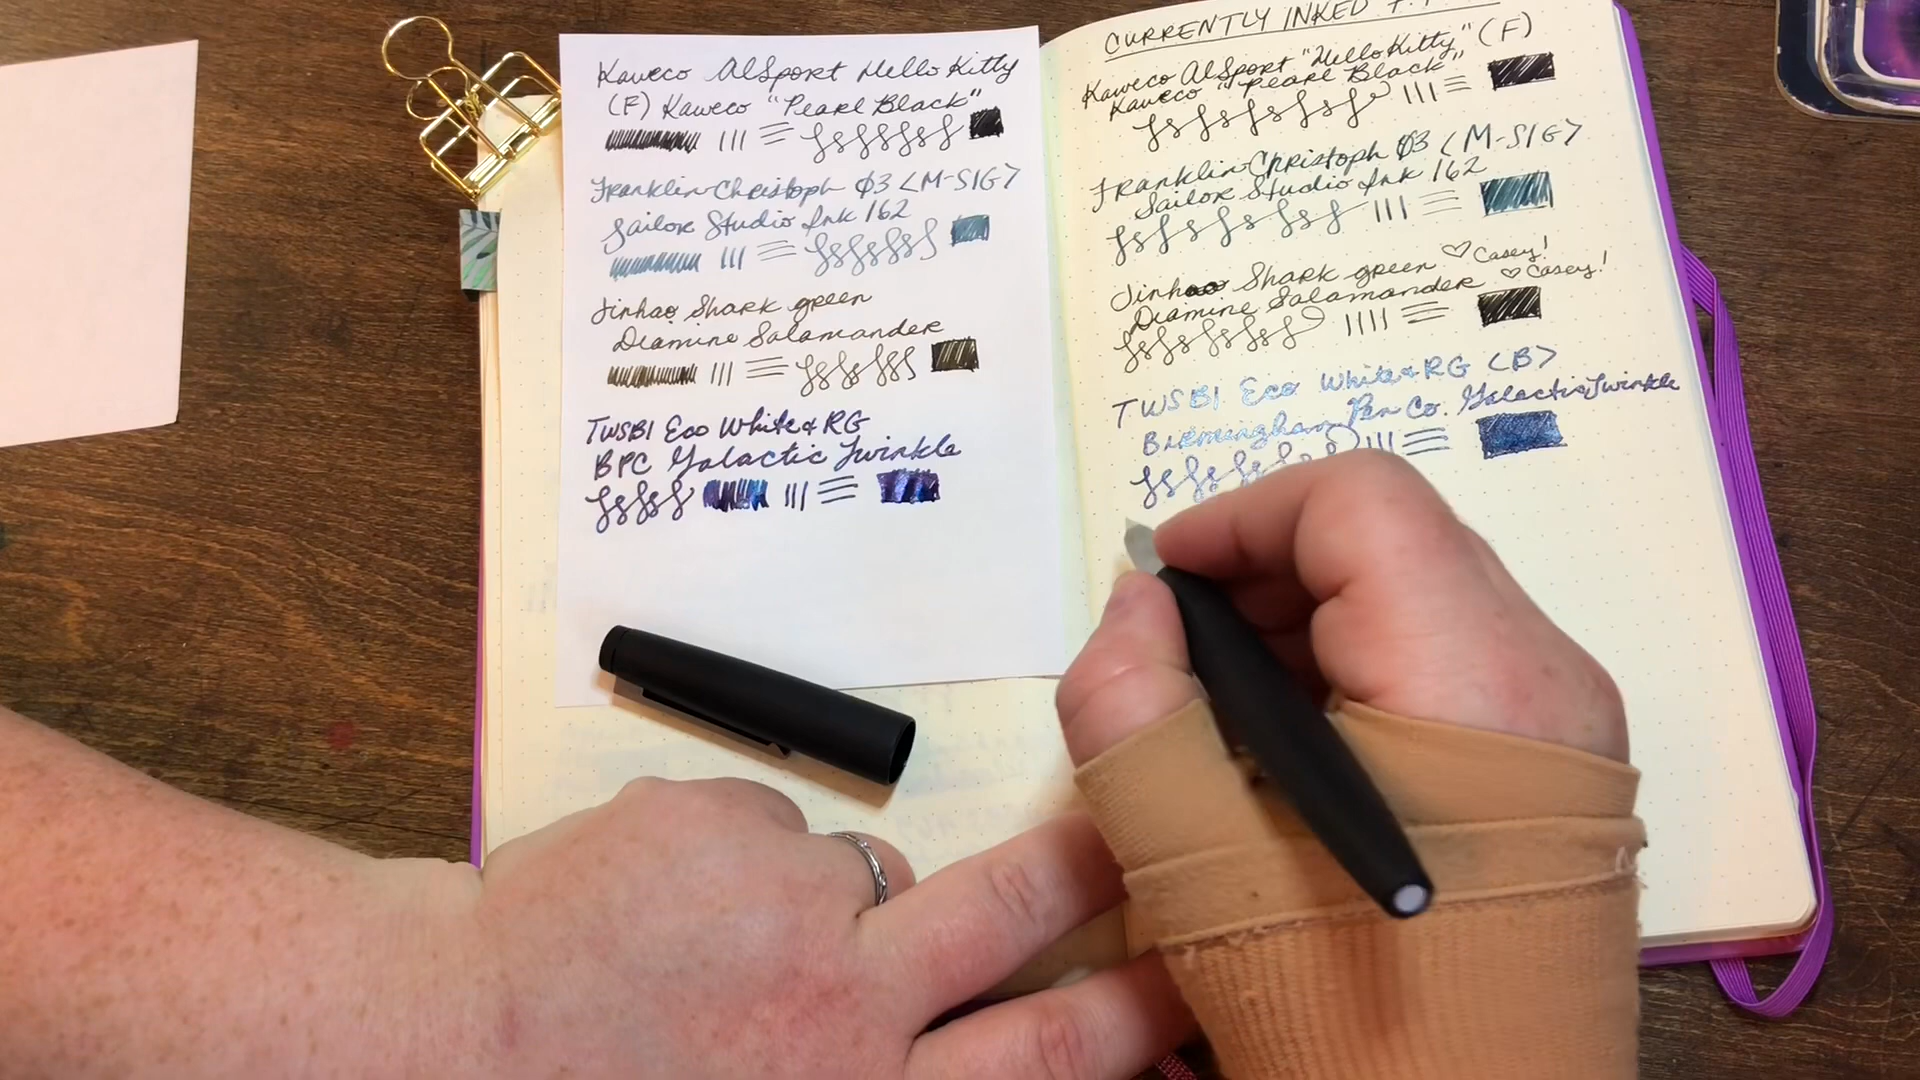 Kaweco AlSport Hello Kitty
(F) Kaweco "Pearl Black"
Franklin-Christoph 03 <M-SIG>
Sailor Studio Ink 162
Jinhao Shark green
Diamine Salamander
TWSBI Eco White & RG
BPC Galactic Twinkle
CURRENTLY INKED
Kaweco AlSport "Hello Kitty" (F)
Kaweco "Pearl Black"
Franklin-Christoph 03 <M-SIG>
Sailor Studio Ink 162
Jinhao Shark green ♡ Casey!
Diamine Salamander ♡ Casey!
TWSBI Eco White & RG <B>
Birmingham Pen Co. Galactic Twinkle